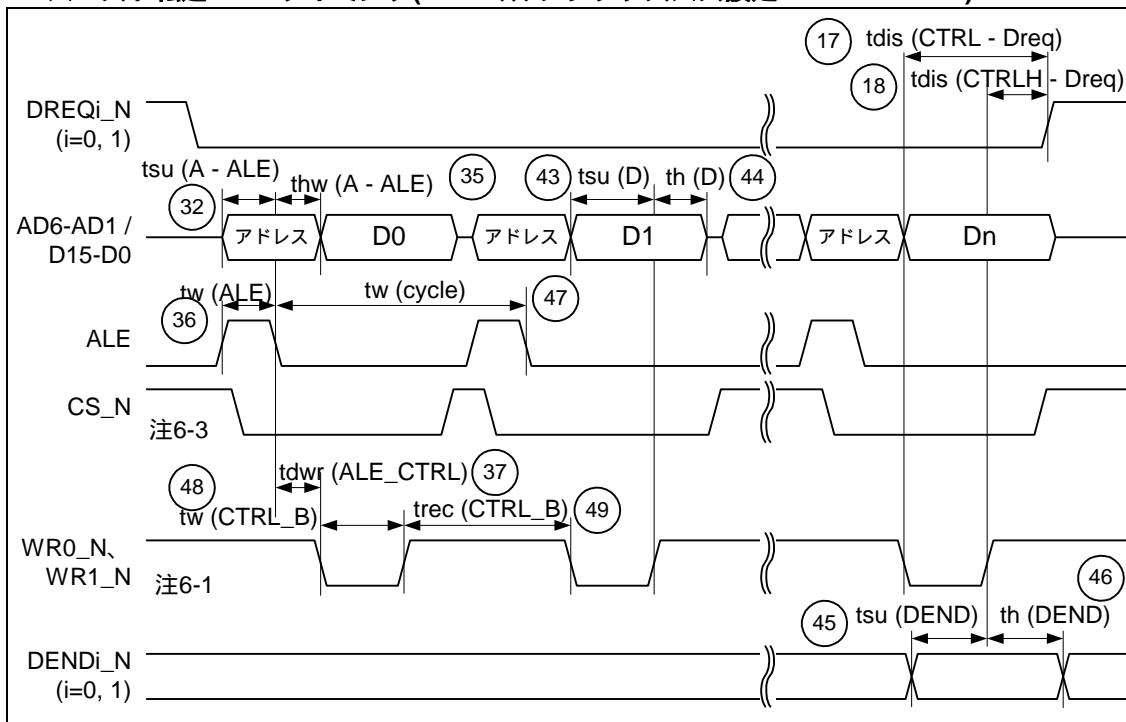 17 tdis (CTRL - Dreq)
18 tdis (CTRLH - Dreq)
DREQi_N
(i=0, 1)
tsu (A - ALE)
thw (A - ALE)
35
43
tsu (D)
th (D)
44
32
AD6-AD1 /
D15-D0
アドレス
D0
アドレス
D1
アドレス
Dn
tw (ALE)
tw (cycle)
47
36
ALE
CS_N
注6-3
tdwr (ALE_CTRL)
37
48
tw (CTRL_B)
trec (CTRL_B)
49
WR0_N、
WR1_N
注6-1
46
45
tsu (DEND)
th (DEND)
DENDi_N
(i=0, 1)